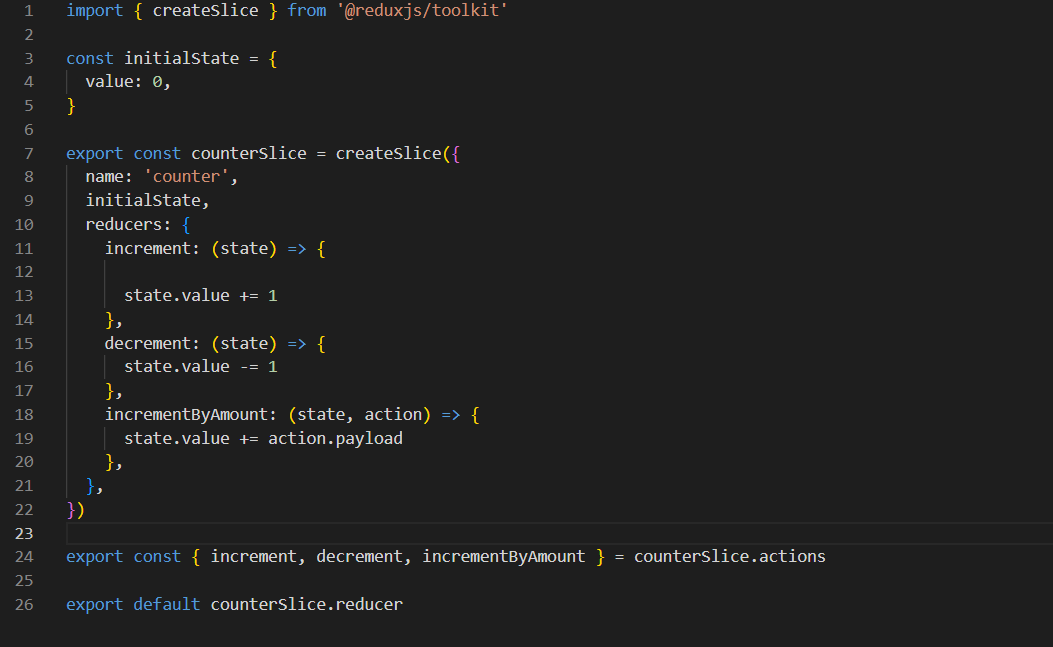 1 import { createSlice } from '@reduxjs/toolkit'
2
3 const initialState = {
4   value: 0,
5 }
6
7 export const counterSlice = createSlice({
8   name: 'counter',
9   initialState,
10   reducers: {
11     increment: (state) => {
12
13       state.value += 1
14     },
15     decrement: (state) => {
16       state.value -= 1
17     },
18     incrementByAmount: (state, action) => {
19       state.value += action.payload
20     },
21   },
22 })
23
24 export const { increment, decrement, incrementByAmount } = counterSlice.actions
25
26 export default counterSlice.reducer